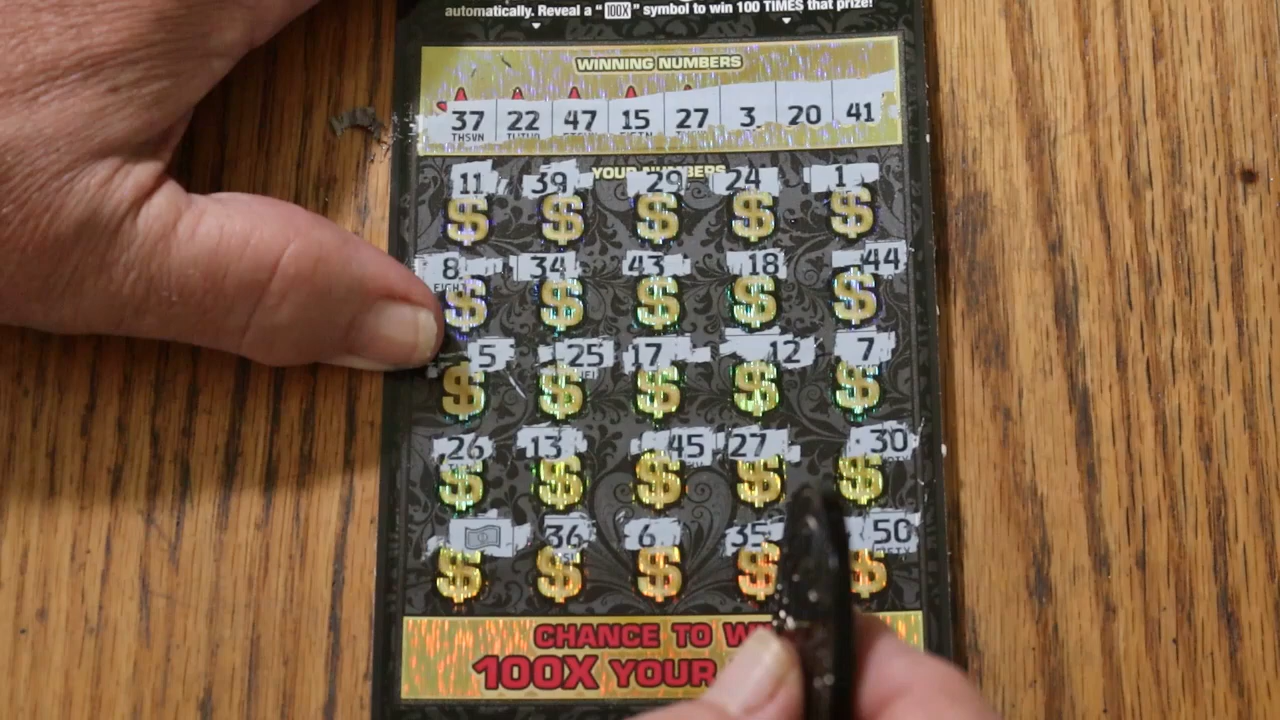 automatically. Reveal a "100X" symbol to win 100 TIMES that prize!
WINNING NUMBERS
37 22 47 15 27 3 20 41
THSVN
YOUR NUMBERS
11 39 29 24 1
$ $ $ $ $
8 34 43 18 44
EIGHT
$ $ $ $ $
5 25 17 12 7
$ $ $ $ $
26 13 45 27 30
$ $ $ $ $
36 6 35 50
$ $ $ $ $
CHANCE TO
100X YOUR